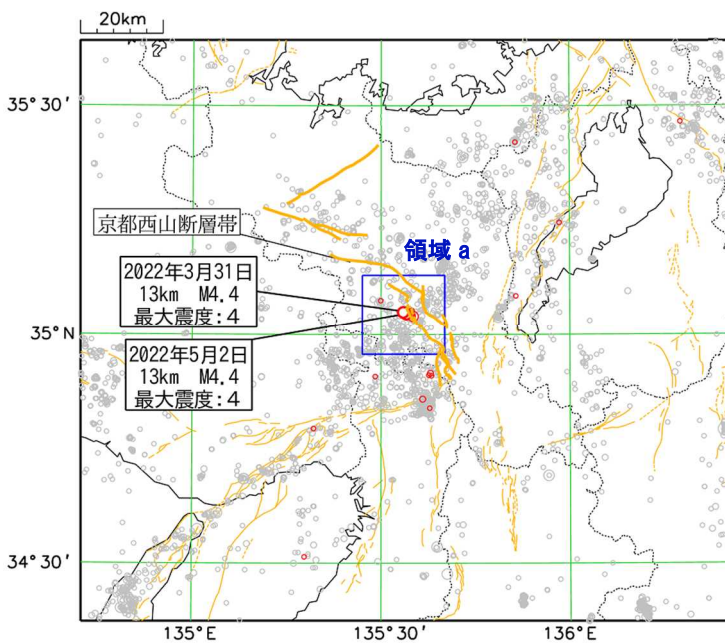 20km
35°30′
京都西山断層帯
領域 a
2022年3月31日
13km M4.4
最大震度:4
35°N
2022年5月2日
13km M4.4
最大震度:4
34°30′
135°E
135°30′
136°E